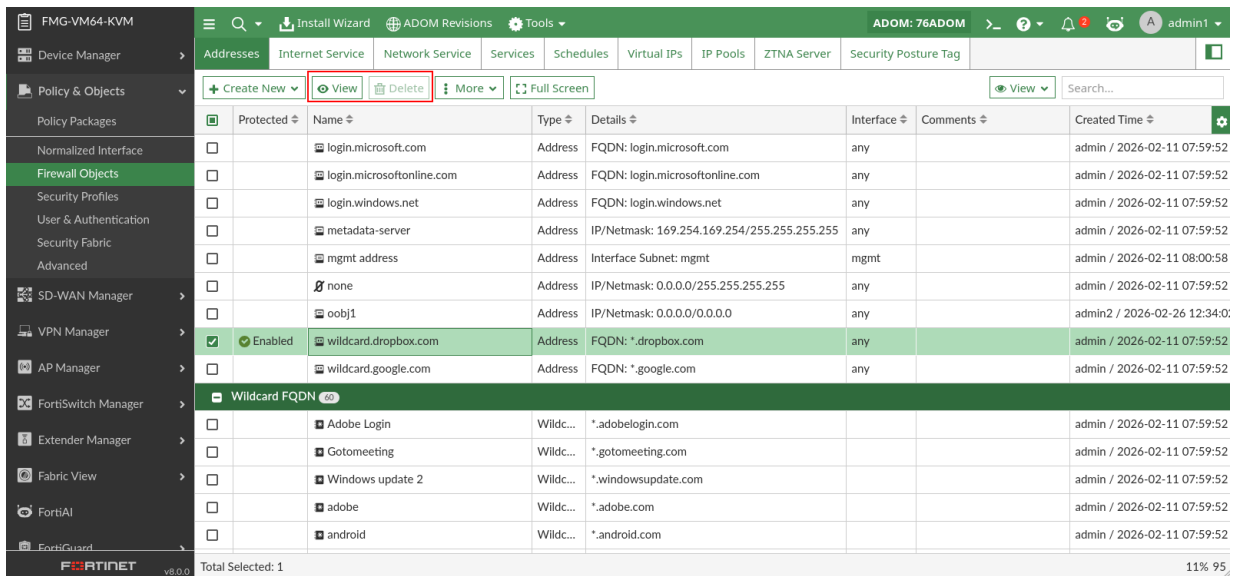 FMG-VM64-KVM
Install Wizard ADOM Revisions Tools ADOM: 76ADOM >_ 2 A admin1
Device Manager
Policy & Objects
Policy Packages
Normalized Interface
Firewall Objects
Security Profiles
User & Authentication
Security Fabric
Advanced
SD-WAN Manager
VPN Manager
AP Manager
FortiSwitch Manager
Extender Manager
Fabric View
FortiAI
FortiGuard
FORTINET v8.0.0
Addresses Internet Service Network Service Services Schedules Virtual IPs IP Pools ZTNA Server Security Posture Tag
Create New View Delete More Full Screen View Search...
Protected Name Type Details Interface Comments Created Time
login.microsoft.com Address FQDN: login.microsoft.com any admin / 2026-02-11 07:59:52
login.microsoftonline.com Address FQDN: login.microsoftonline.com any admin / 2026-02-11 07:59:52
login.windows.net Address FQDN: login.windows.net any admin / 2026-02-11 07:59:52
metadata-server Address IP/Netmask: 169.254.169.254/255.255.255.255 any admin / 2026-02-11 07:59:52
mgmt address Address Interface Subnet: mgmt mgmt admin / 2026-02-11 08:00:58
none Address IP/Netmask: 0.0.0.0/255.255.255.255 any admin / 2026-02-11 07:59:52
oobj1 Address IP/Netmask: 0.0.0.0/0.0.0.0 any admin2 / 2026-02-26 12:34:0
Enabled wildcard.dropbox.com Address FQDN: *.dropbox.com any admin / 2026-02-11 07:59:52
wildcard.google.com Address FQDN: *.google.com any admin / 2026-02-11 07:59:52
Wildcard FQDN 60
Adobe Login Wildc... *.adobelogin.com admin / 2026-02-11 07:59:52
Gotomeeting Wildc... *.gotomeeting.com admin / 2026-02-11 07:59:52
Windows update 2 Wildc... *.windowsupdate.com admin / 2026-02-11 07:59:52
adobe Wildc... *.adobe.com admin / 2026-02-11 07:59:52
android Wildc... *.android.com admin / 2026-02-11 07:59:52
Total Selected: 1 11% 95